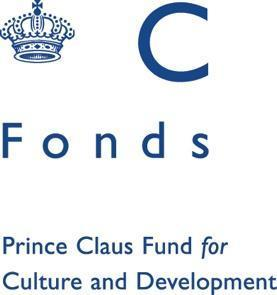 C
Fonds
Prince Claus Fund for
Culture and Development